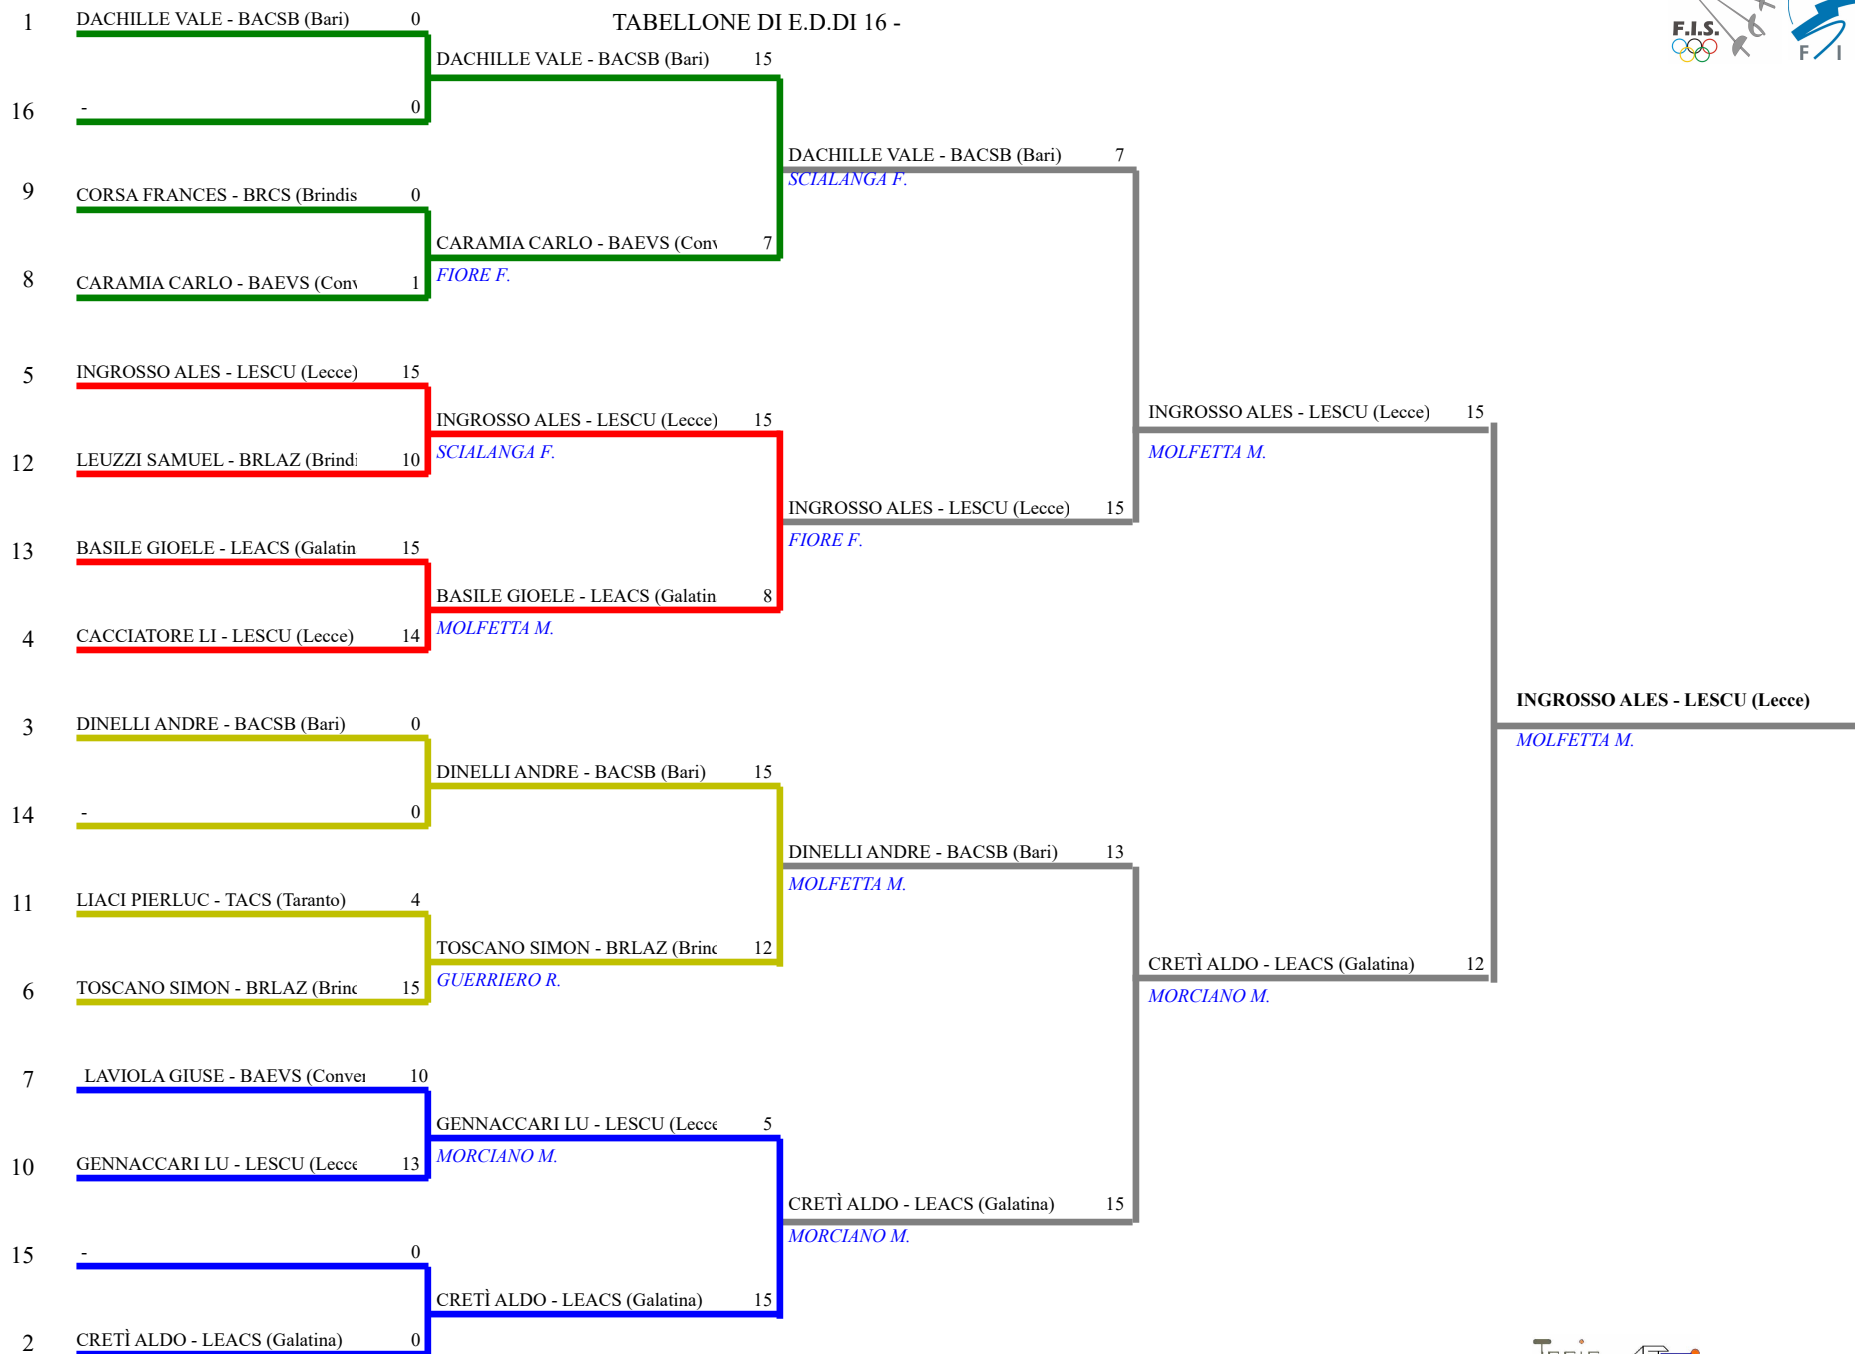 TABELLONE DI E.D.DI 16 -
F.I.S.
F I
1 DACHILLE VALE - BACSB (Bari) 0
DACHILLE VALE - BACSB (Bari) 15
16 - 0
DACHILLE VALE - BACSB (Bari) 7
SCIALANGA F.
9 CORSA FRANCES - BRCS (Brindis 0
CARAMIA CARLO - BAEVS (Conv 7
FIORE F.
8 CARAMIA CARLO - BAEVS (Conv 1
5 INGROSSO ALES - LESCU (Lecce) 15
INGROSSO ALES - LESCU (Lecce) 15
INGROSSO ALES - LESCU (Lecce) 15
SCIALANGA F.
MOLFETTA M.
12 LEUZZI SAMUEL - BRLAZ (Brindi 10
INGROSSO ALES - LESCU (Lecce) 15
FIORE F.
13 BASILE GIOELE - LEACS (Galatin 15
BASILE GIOELE - LEACS (Galatin 8
MOLFETTA M.
4 CACCIATORE LI - LESCU (Lecce) 14
INGROSSO ALES - LESCU (Lecce)
MOLFETTA M.
3 DINELLI ANDRE - BACSB (Bari) 0
DINELLI ANDRE - BACSB (Bari) 15
14 - 0
DINELLI ANDRE - BACSB (Bari) 13
MOLFETTA M.
11 LIACI PIERLUC - TACS (Taranto) 4
TOSCANO SIMON - BRLAZ (Brinc 12
GUERRIERO R.
CRETÌ ALDO - LEACS (Galatina) 12
MORCIANO M.
6 TOSCANO SIMON - BRLAZ (Brinc 15
7 LAVIOLA GIUSE - BAEVS (Conver 10
GENNACCARI LU - LESCU (Lecce 5
MORCIANO M.
10 GENNACCARI LU - LESCU (Lecce 13
CRETÌ ALDO - LEACS (Galatina) 15
MORCIANO M.
15 - 0
CRETÌ ALDO - LEACS (Galatina) 15
2 CRETÌ ALDO - LEACS (Galatina) 0